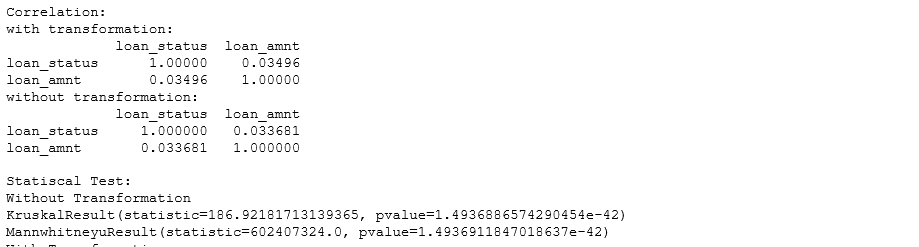 Correlation:
with transformation:
loan_status loan_amnt
loan_status 1.00000 0.03496
loan_amnt 0.03496 1.00000
without transformation:
loan_status loan_amnt
loan_status 1.000000 0.033681
loan_amnt 0.033681 1.000000
Statiscal Test:
Without Transformation
KruskalResult(statistic=186.92181713139365, pvalue=1.4936886574290454e-42)
MannwhitneyuResult(statistic=602407324.0, pvalue=1.4936911847018637e-42)
With Transformation